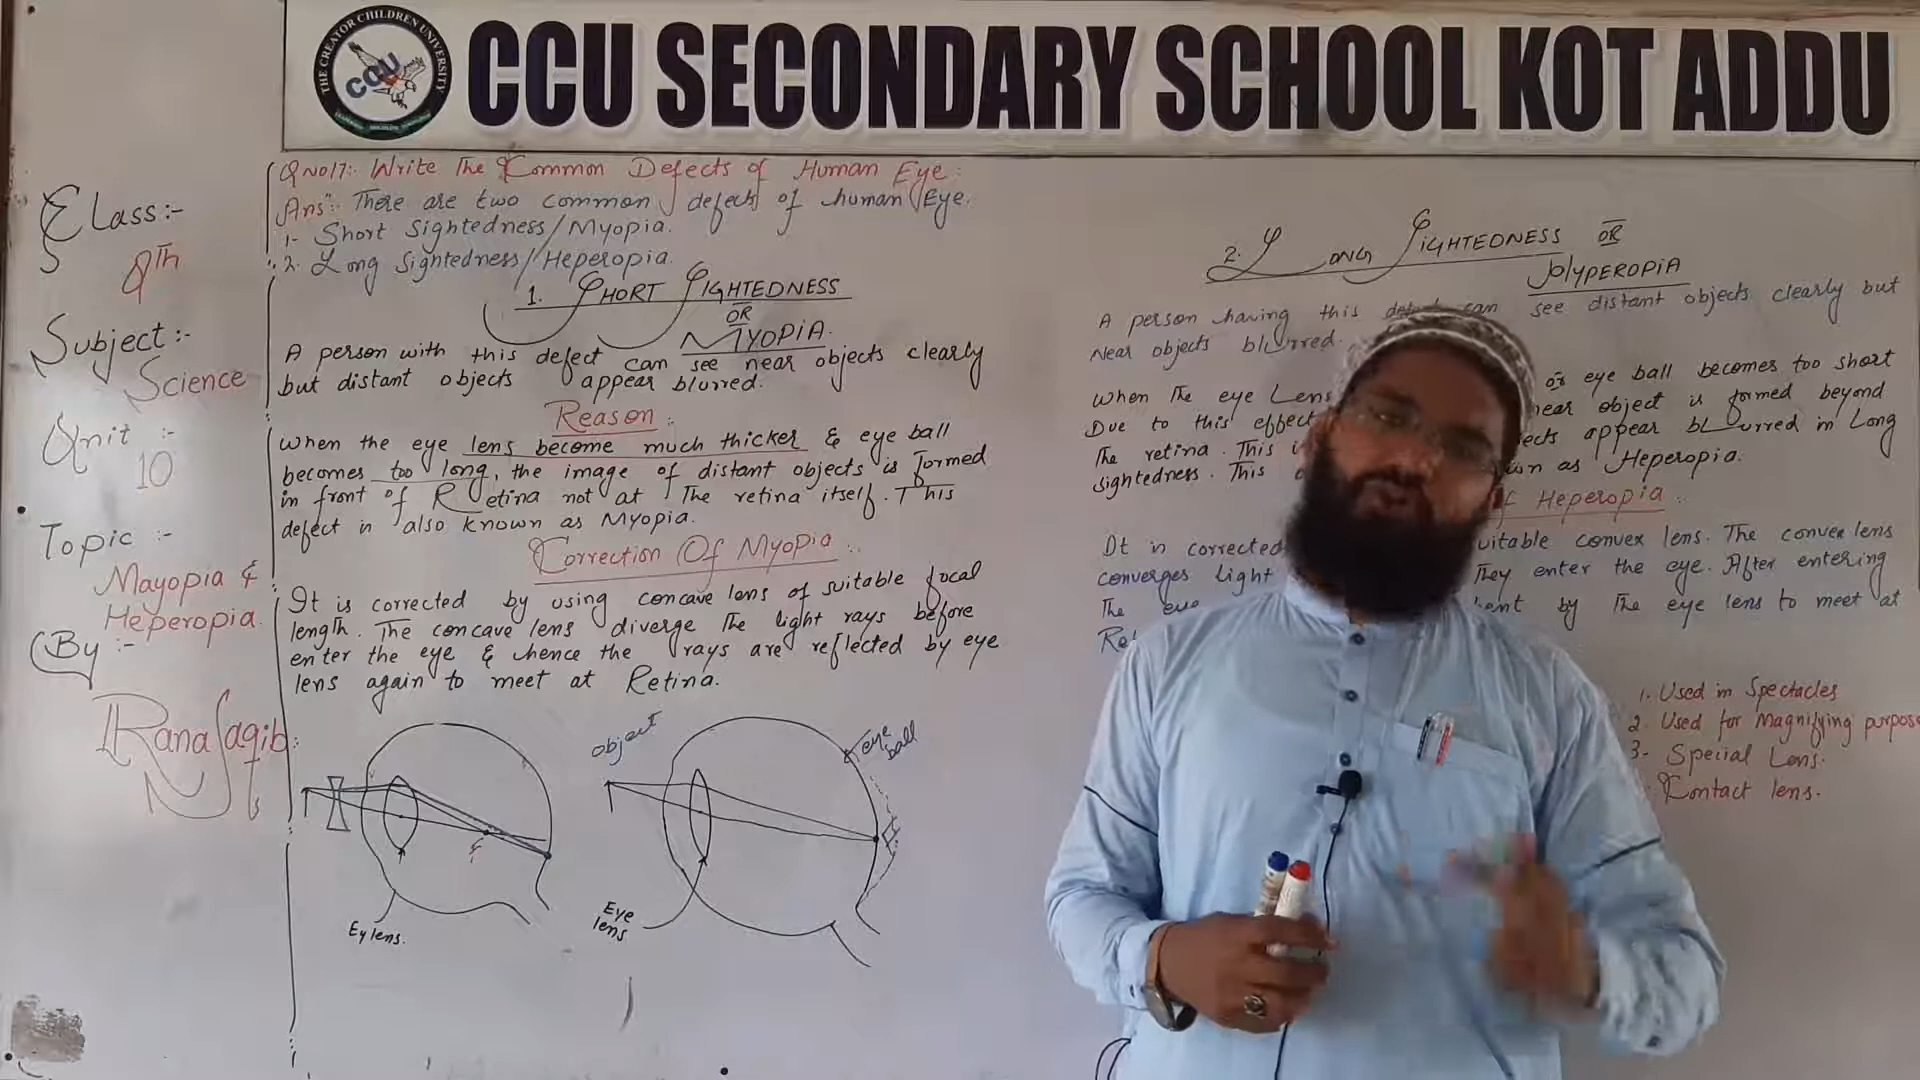 THE CREATOR CHILDREN UNIVERSITY
CCU
CCU SECONDARY SCHOOL KOT ADDU
Class:-
8th
Subject:-
Science
Unit :-
10
Topic :-
Mayopia &
Heperopia
By :-
Rana Saqib
Q No 17:- Write The Common Defects of Human Eye:
Ans:- There are two common defects of human Eye.
1- Short Sightedness/Myopia.
2. Long Sightedness/Heperopia.
1. SHORT SIGHTEDNESS
OR
MYOPIA.
A person with this defect can see near objects clearly
but distant objects appear blurred.
Reason:
When the eye lens become much thicker & eye ball
becomes too long, the image of distant objects is formed
in front of Retina not at The retina itself. This
defect in also known as Myopia.
Correction Of Myopia :-
It is corrected by using concave lens of suitable focal
length. The concave lens diverge The light rays before
enter the eye & hence the rays are reflected by eye
lens again to meet at Retina.
Ey lens.
object
eye
ball
Eye
lens
2. LONG SIGHTEDNESS OR
HYPEROPIA
A person having this can see distant objects clearly but
Near objects blurred.
When The eye Lens or eye ball becomes too short
Due to this effect near object is formed beyond
The retina. This appear blurred in Long
sightedness. This as Heperopia.
Heperopia :-
It in corrected convex lens. The convex lens
converges light They enter the eye. After entering
The eye by The eye lens to meet at
1. Used in Spectacles
2. Used for Magnifying purpose
3- Special Lens.
Contact lens.